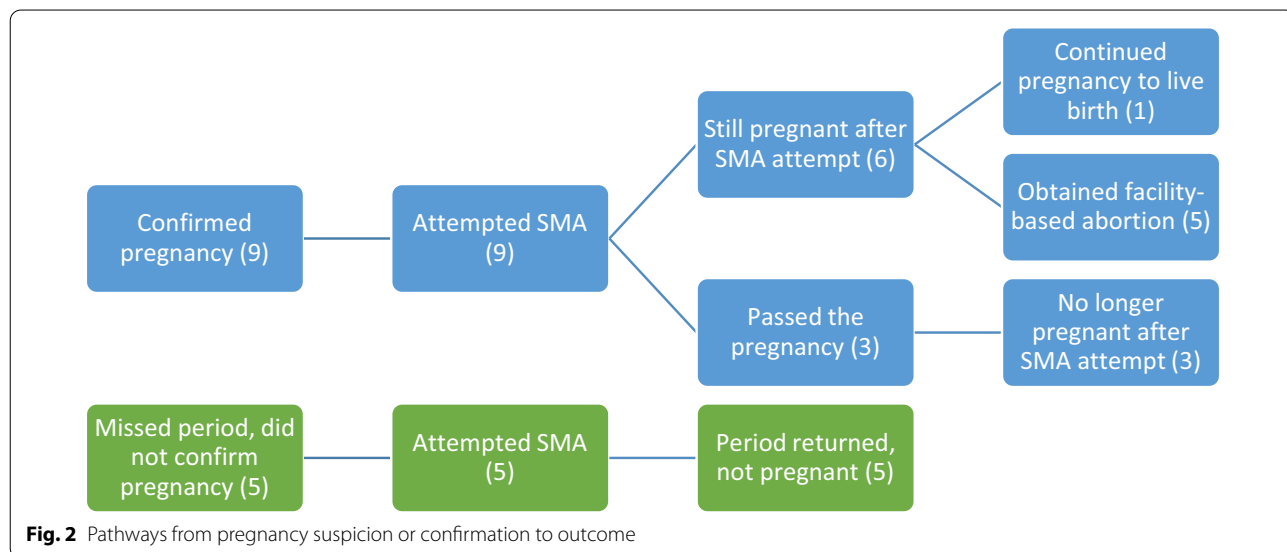 Confirmed
pregnancy (9)
Attempted SMA
(9)
Still pregnant after
SMA attempt (6)
Continued
pregnancy to live
birth (1)
Obtained facility-
based abortion (5)
Passed the
pregnancy (3)
No longer
pregnant after
SMA attempt (3)
Missed period, did
not confirm
pregnancy (5)
Attempted SMA
(5)
Period returned,
not pregnant (5)
Fig. 2 Pathways from pregnancy suspicion or confirmation to outcome